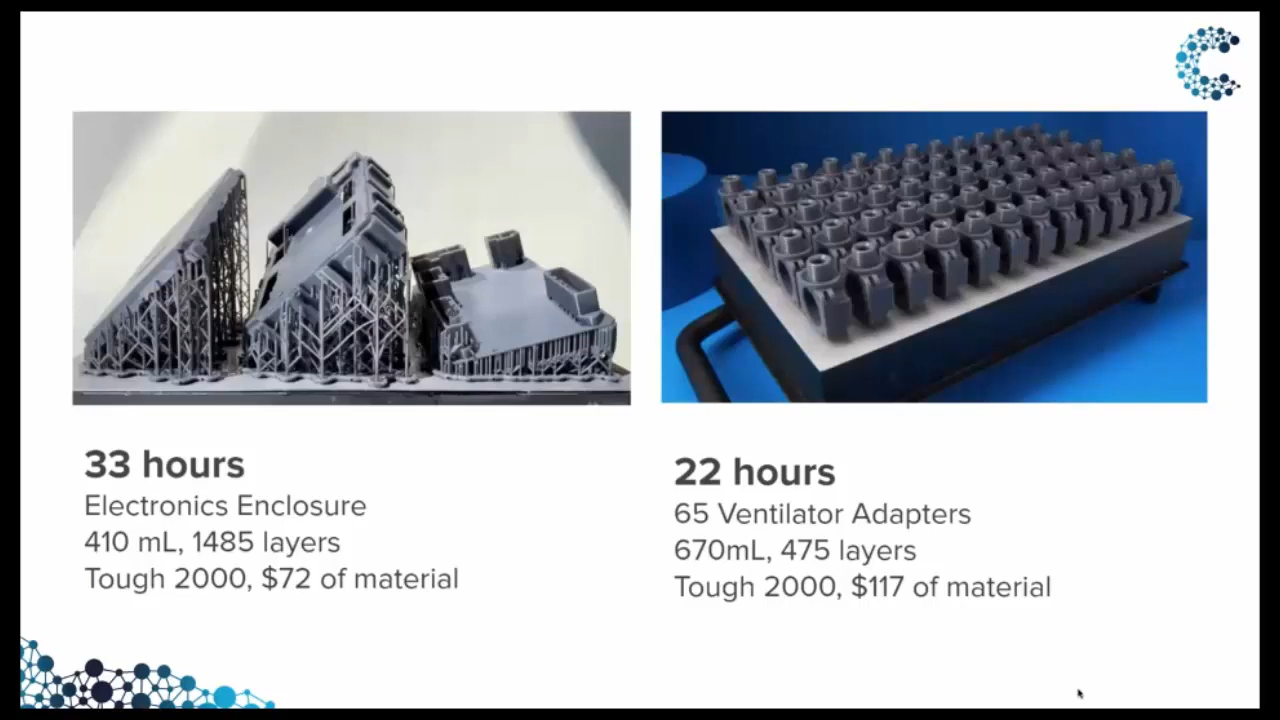 33 hours
Electronics Enclosure
410 mL, 1485 layers
Tough 2000, $72 of material
22 hours
65 Ventilator Adapters
670mL, 475 layers
Tough 2000, $117 of material